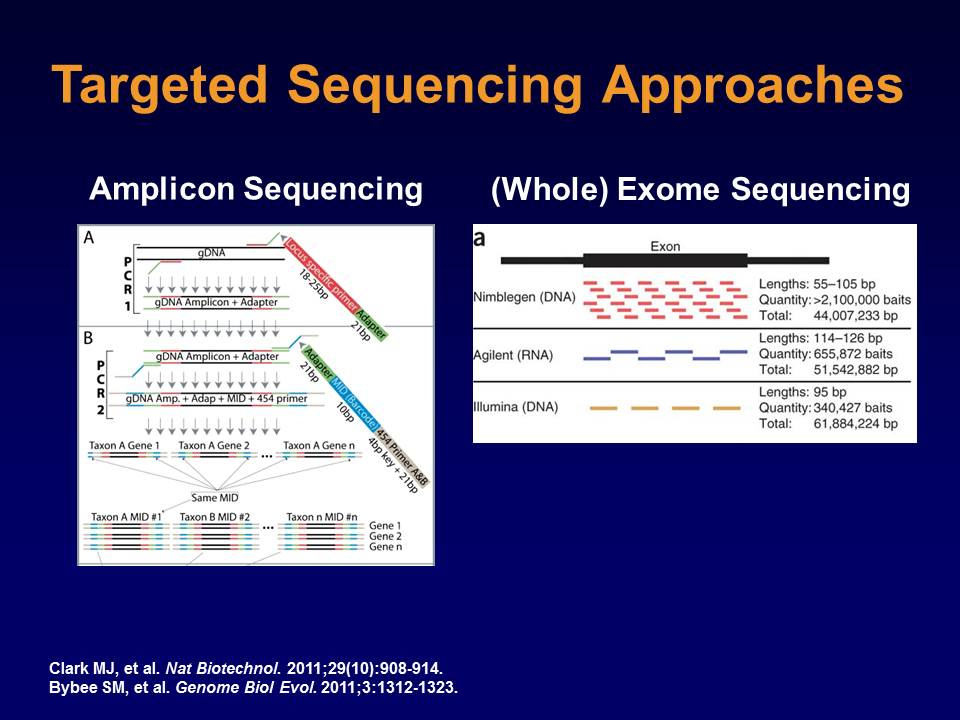 Targeted Sequencing Approaches
Amplicon Sequencing
(Whole) Exome Sequencing
A
PCR 1
gDNA
Locus specific primer Adapter
18-25bp
21bp
gDNA Amplicon + Adapter
B
PCR 2
gDNA Amplicon + Adapter
Adapter MID (Barcode) 454 Primer A&B
21bp
10bp
4bp key + 21bp
gDNA Amp. + Adap + MID + 454 primer
Taxon A Gene 1 Taxon A Gene 2 ... Taxon A Gene n
Same MID
Taxon A MID #1 Taxon B MID #2 ... Taxon n MID #n
Gene 1
Gene 2
Gene n
a
Exon
Nimblegen (DNA)
Lengths: 55–105 bp
Quantity: >2,100,000 baits
Total: 44,007,233 bp
Agilent (RNA)
Lengths: 114–126 bp
Quantity: 655,872 baits
Total: 51,542,882 bp
Illumina (DNA)
Lengths: 95 bp
Quantity: 340,427 baits
Total: 61,884,224 bp
Clark MJ, et al. Nat Biotechnol. 2011;29(10):908-914.
Bybee SM, et al. Genome Biol Evol. 2011;3:1312-1323.